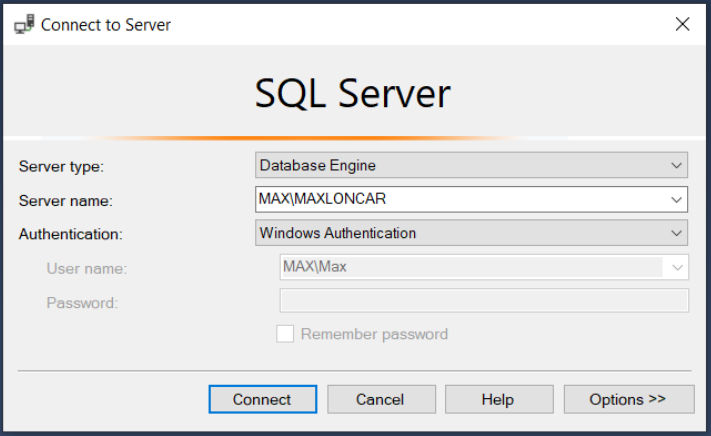 Connect to Server
SQL Server
Server type: Database Engine
Server name: MAX\MAXLONCAR
Authentication: Windows Authentication
User name: MAX\Max
Password:
Remember password
Connect Cancel Help Options >>